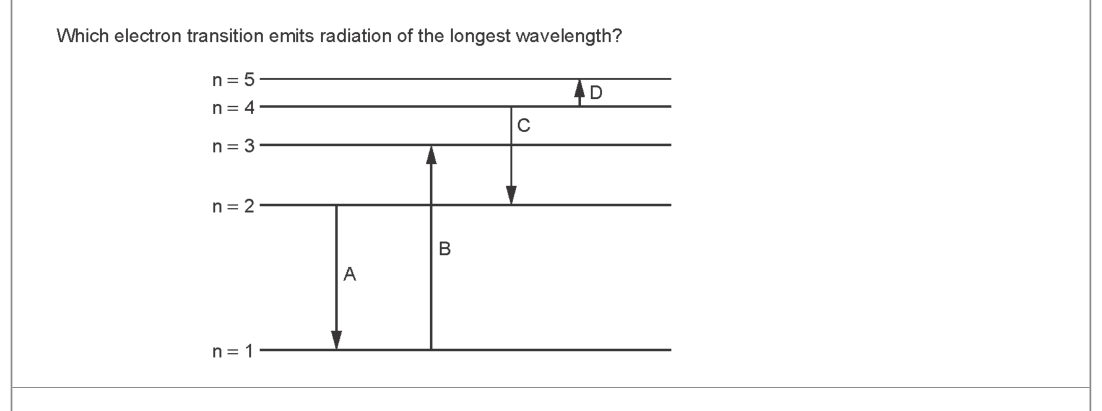 Which electron transition emits radiation of the longest wavelength?
n = 5
D
n = 4
C
n = 3
n = 2
B
A
n = 1